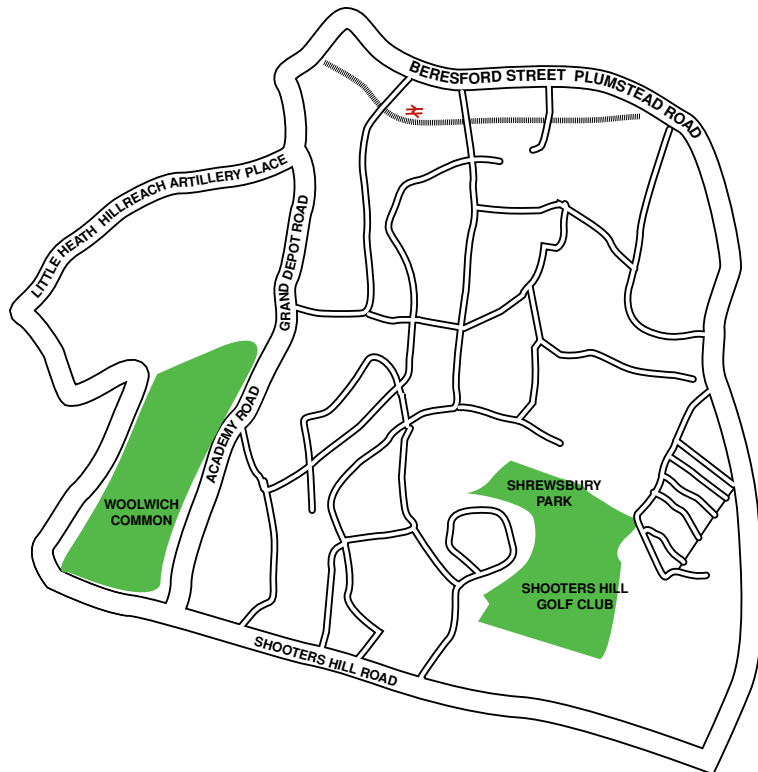 BERESFORD STREET PLUMSTEAD ROAD
LITTLE HEATH HILLREACH ARTILLERY PLACE
GRAND DEPOT ROAD
ACADEMY ROAD
WOOLWICH
COMMON
SHREWSBURY
PARK
SHOOTERS HILL
GOLF CLUB
SHOOTERS HILL ROAD